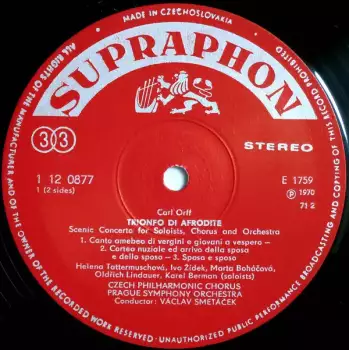 MADE IN CZECHOSLOVAKIA
ALL RIGHTS OF THE MANUFACTURER AND OF THE OWNER OF THE RECORDED WORK RESERVED · UNAUTHORIZED PUBLIC PERFORMANCE BROADCASTING AND COPYING OF THIS RECORD PROHIBITED
SUPRAPHON
33
STEREO
1 12 0877
E 1759
1 (2 sides)
℗ 1970
71 2
Carl Orff
TRIONFO DI AFRODITE
Scenic Concerto for Soloists, Chorus and Orchestra
1. Canto amebeo di vergini e giovani a vespero –
2. Corteo nuziale ed arrivo della sposa
e dello sposo – 3. Sposa e sposo
Helena Tattermuschová, Ivo Žídek, Marta Boháčová,
Oldřich Lindauer, Karel Berman (soloists)
CZECH PHILHARMONIC CHORUS
PRAGUE SYMPHONY ORCHESTRA
Conductor: VÁCLAV SMETÁČEK